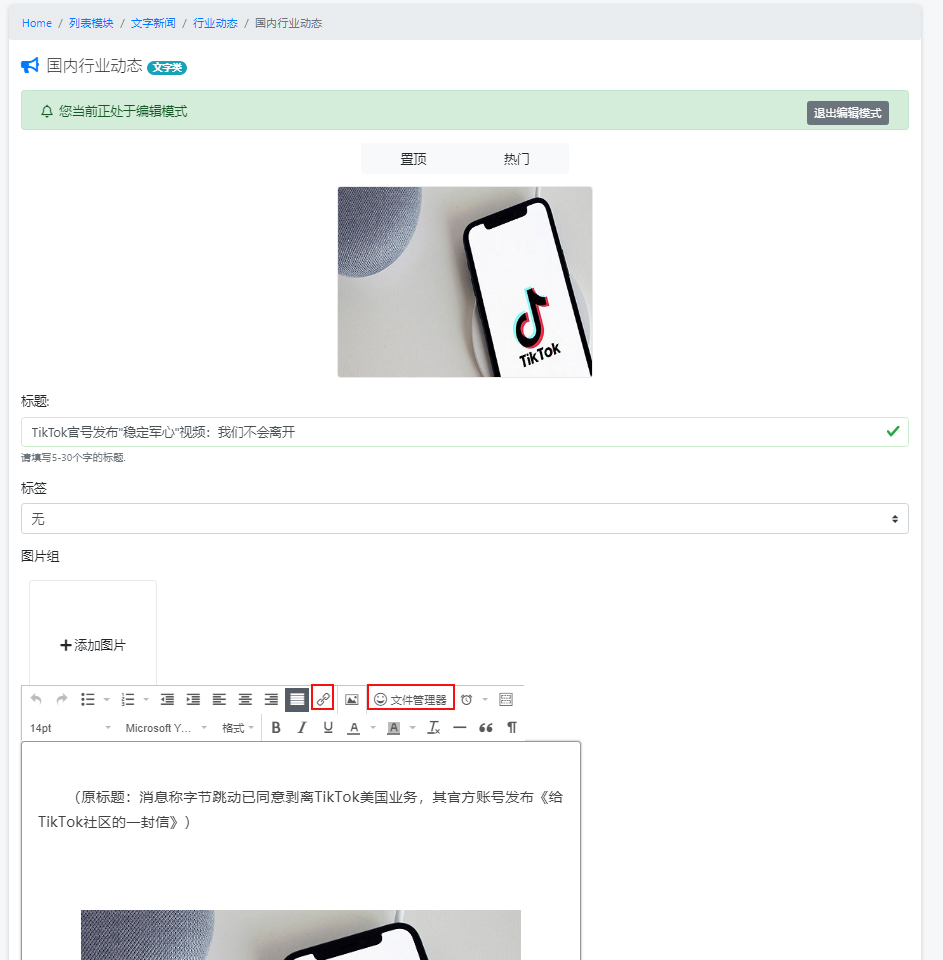 Home / 列表模块 / 文字新闻 / 行业动态 / 国内行业动态
国内行业动态 文字类
您当前正处于编辑模式 退出编辑模式
置顶 热门
TikTok
标题:
TikTok官号发布"稳定军心"视频：我们不会离开
请填写5-30个字的标题.
标签
无
图片组
添加图片
文件管理器
14pt Microsoft Y... 格式 B I U A A Tx
（原标题：消息称字节跳动已同意剥离TikTok美国业务，其官方账号发布《给
TikTok社区的一封信》）